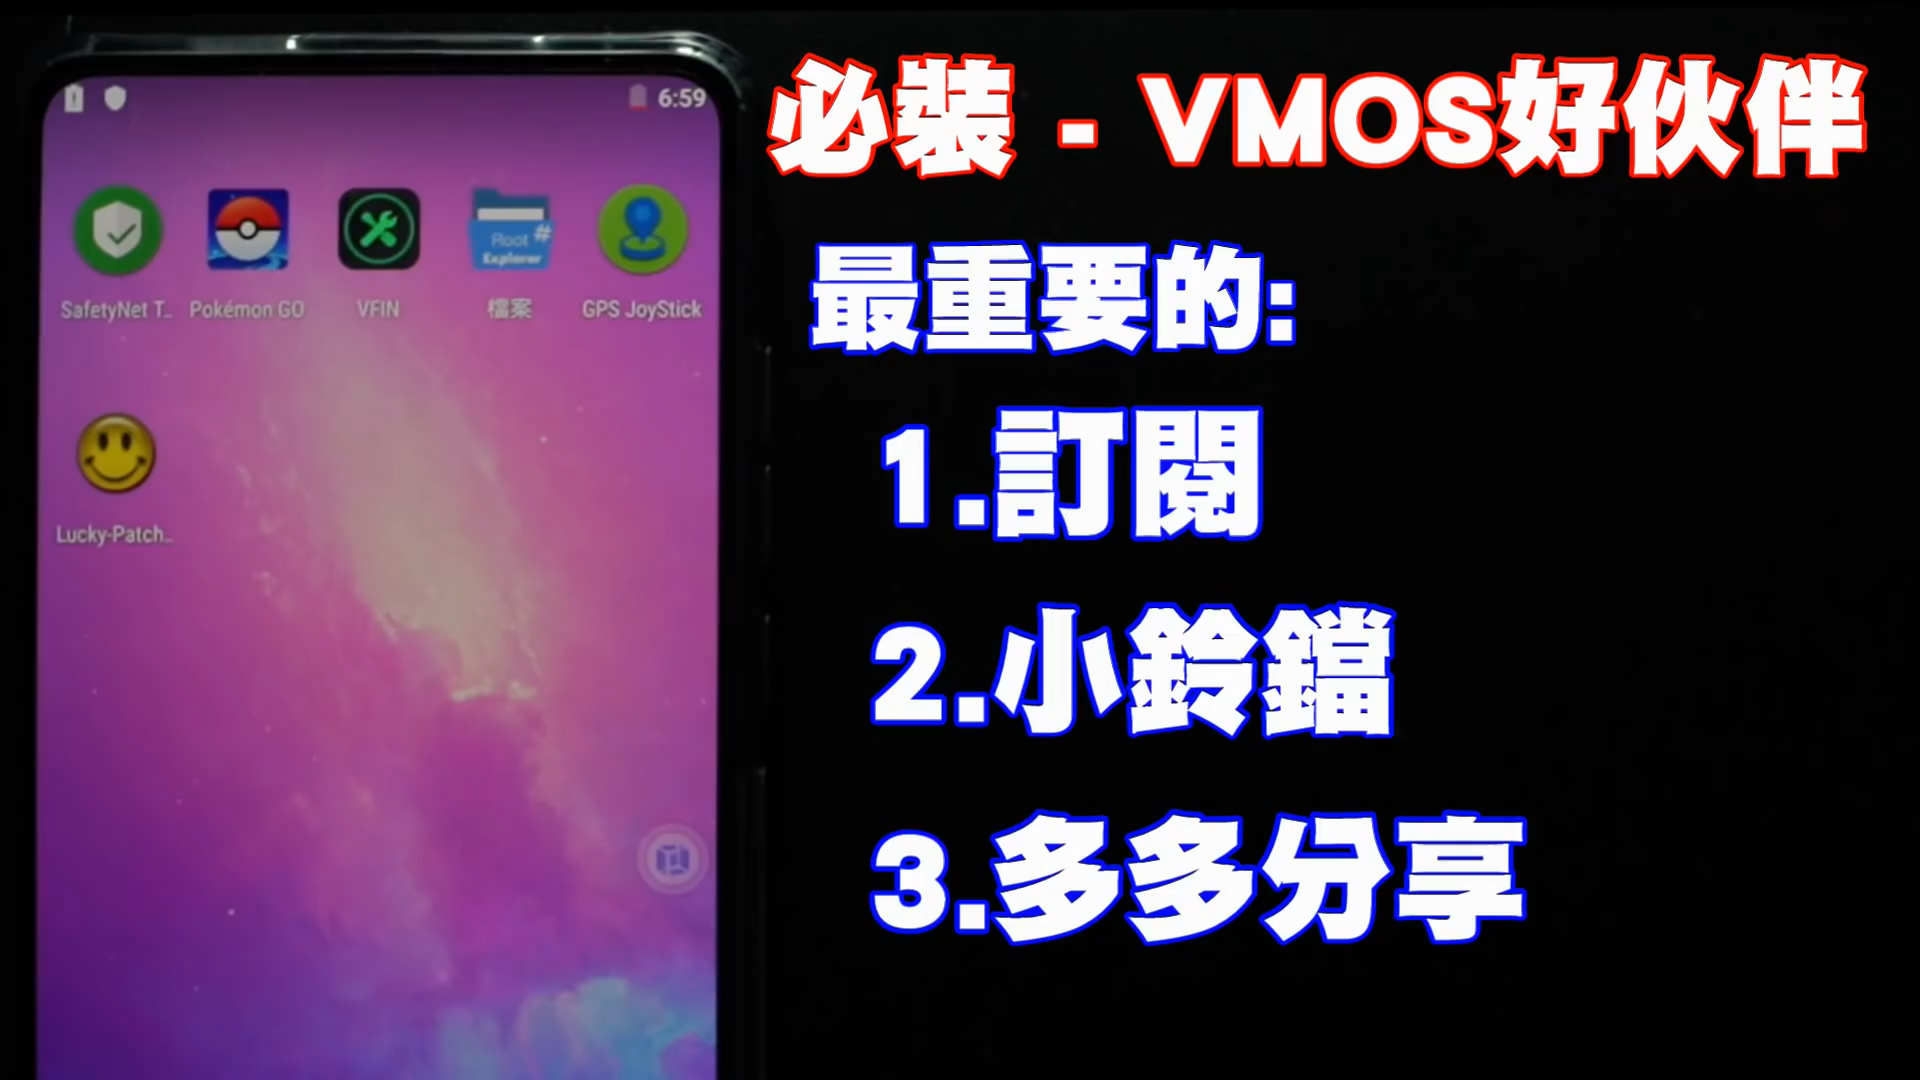 6:59
必裝 - VMOS好伙伴
SafetyNet T...
Pokémon GO
VFIN
Root #
Explorer
檔案
GPS JoyStick
Lucky-Patch...
最重要的:
1.訂閱
2.小鈴鐺
3.多多分享